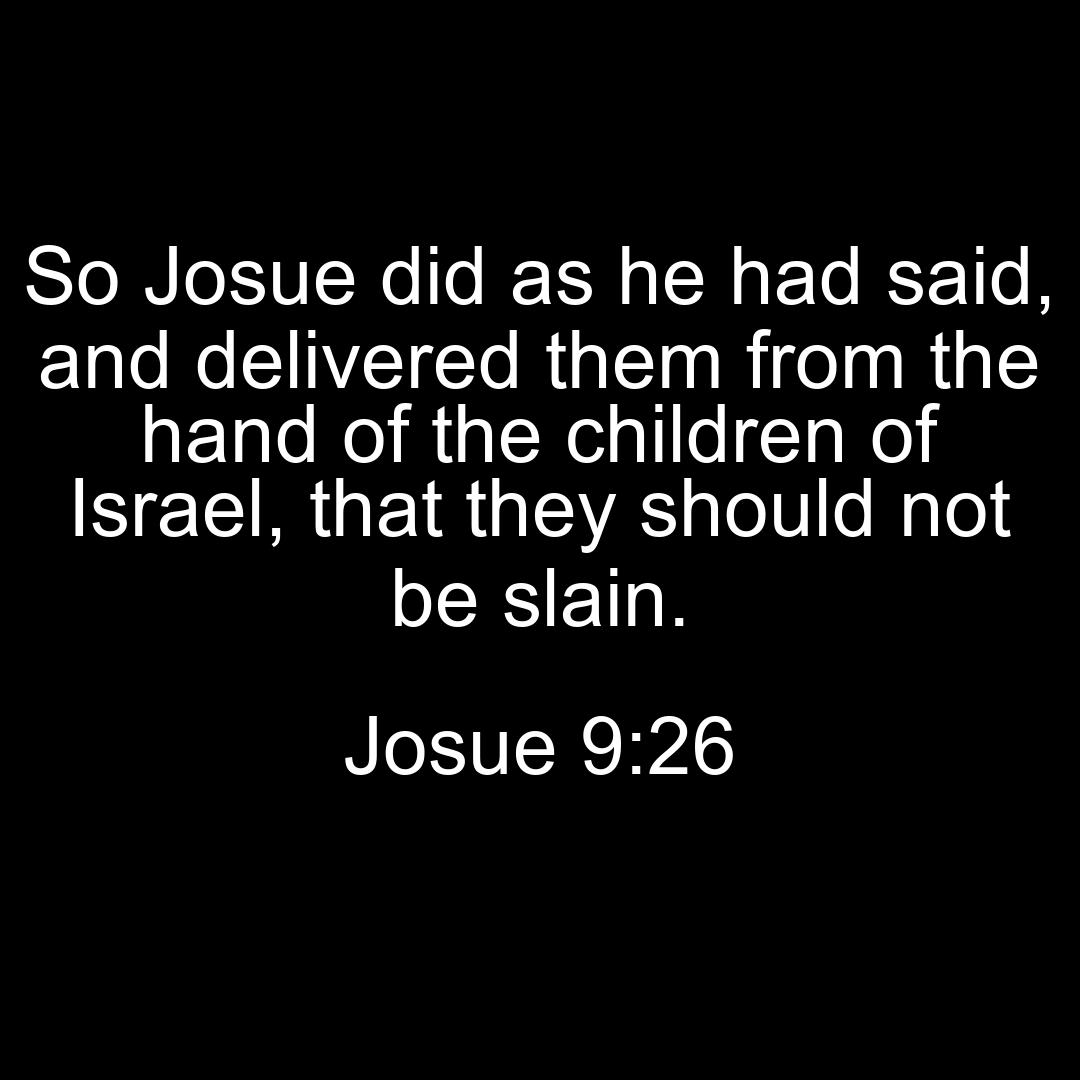 So Josue did as he had said,
and delivered them from the
hand of the children of
Israel, that they should not
be slain.
Josue 9:26